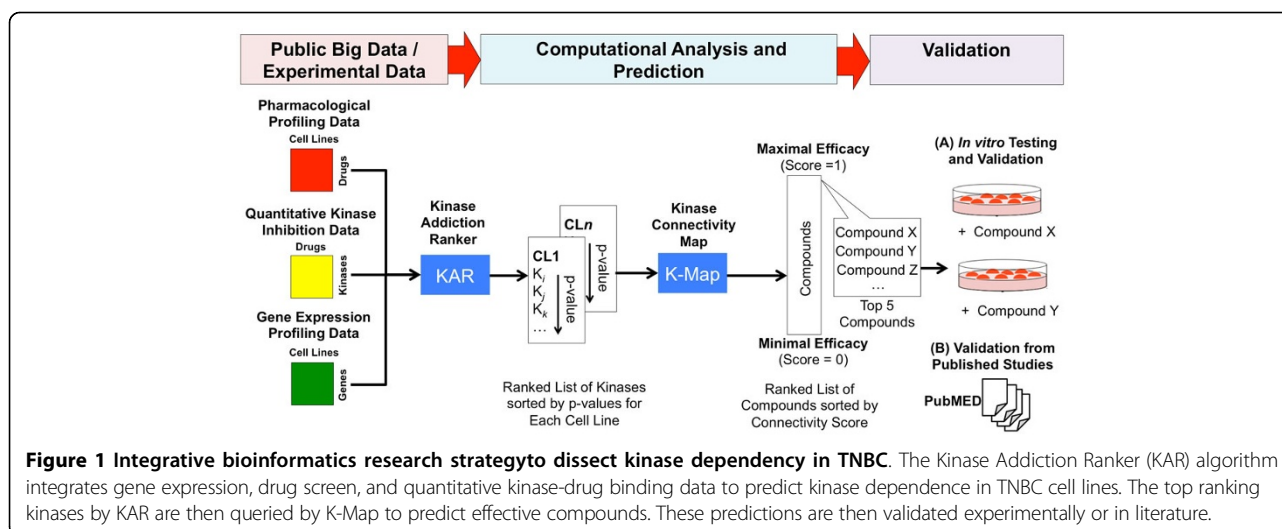 Public Big Data /
Experimental Data
Computational Analysis and
Prediction
Validation
Pharmacological
Profiling Data
Cell Lines
Drugs
Quantitative Kinase
Inhibition Data
Drugs
Kinases
Gene Expression
Profiling Data
Cell Lines
Genes
Kinase
Addiction
Ranker
KAR
CLn
p-value
CL1
Ki
Kj
Kk
...
p-value
Ranked List of Kinases
sorted by p-values for
Each Cell Line
Kinase
Connectivity
Map
K-Map
Maximal Efficacy
(Score =1)
Compounds
Compound X
Compound Y
Compound Z
...
Top 5
Compounds
Minimal Efficacy
(Score = 0)
Ranked List of
Compounds sorted by
Connectivity Score
(A) In vitro Testing
and Validation
+ Compound X
+ Compound Y
(B) Validation from
Published Studies
PubMED
Figure 1 Integrative bioinformatics research strategyto dissect kinase dependency in TNBC. The Kinase Addiction Ranker (KAR) algorithm
integrates gene expression, drug screen, and quantitative kinase-drug binding data to predict kinase dependence in TNBC cell lines. The top ranking
kinases by KAR are then queried by K-Map to predict effective compounds. These predictions are then validated experimentally or in literature.